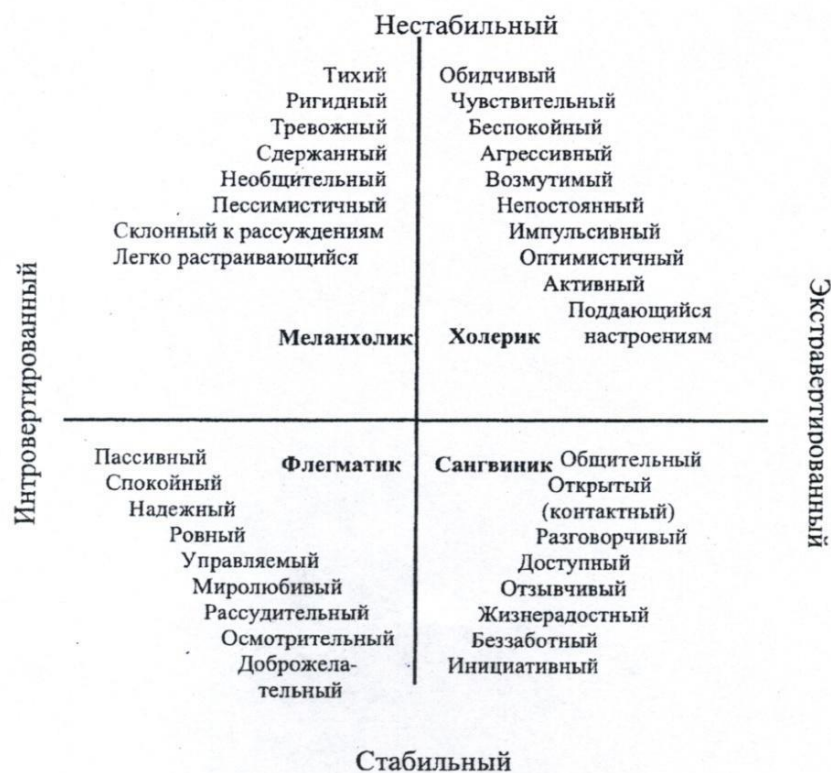 Нестабильный
Тихий
Ригидный
Тревожный
Сдержанный
Необщительный
Пессимистичный
Склонный к рассуждениям
Легко растраивающийся
Меланхолик
Обидчивый
Чувствительный
Беспокойный
Агрессивный
Возмутимый
Непостоянный
Импульсивный
Оптимистичный
Активный
Поддающийся
настроениям
Холерик
Интровертированный
Экстравертированный
Флегматик
Пассивный
Спокойный
Надежный
Ровный
Управляемый
Миролюбивый
Рассудительный
Осмотрительный
Доброжела-
тельный
Сангвиник
Общительный
Открытый
(контактный)
Разговорчивый
Доступный
Отзывчивый
Жизнерадостный
Беззаботный
Инициативный
Стабильный